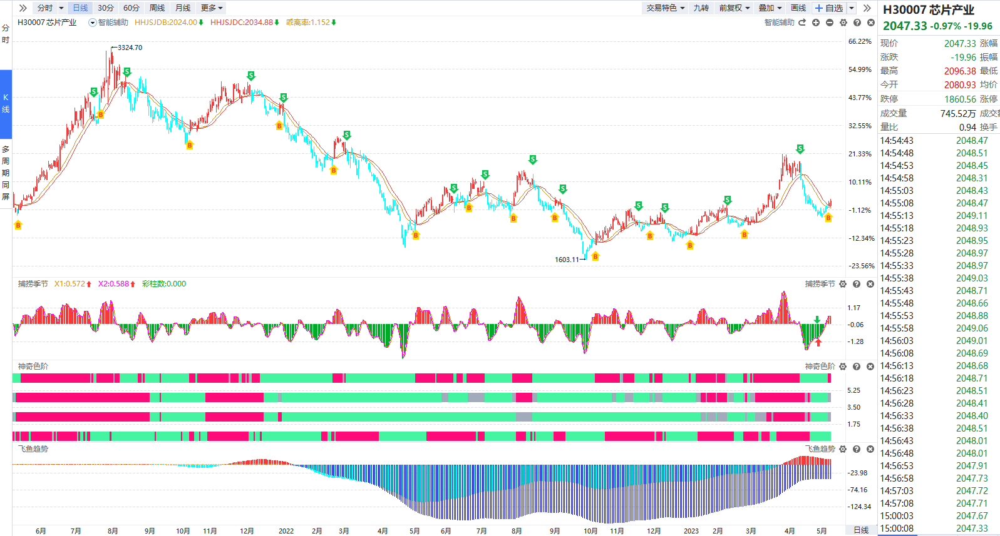 分时 日线 30分 60分 周线 月线 更多 交易特色 九转 前复权 叠加 画线 自选
H30007 芯片产业 智能辅助 HHJSJDB:2024.00 HHJSJDC:2034.88 乖离率:1.152 智能辅助
分时
K线
多周期同屏
3324.70
1603.11
S S S S S S S S S S S S S
B B B B B B B B B B B B B B
66.22%
54.99%
43.77%
32.55%
21.33%
10.11%
-1.12%
-12.34%
-23.56%
捕捞季节 X1:0.572 X2:0.588 彩柱数:0.000 捕捞季节
1.17
-0.06
-1.28
神奇色阶 神奇色阶
5.25
3.50
1.75
飞鱼趋势 飞鱼趋势
-23.98
-74.16
-124.34
6月 7月 8月 9月 10月 11月 12月 2022 2月 3月 4月 5月 6月 7月 8月 9月 10月 11月 12月 2023 2月 3月 4月 5月 日线
H30007 芯片产业
2047.33 -0.97% -19.96
现价 2047.33 涨幅
涨跌 -19.96 振幅
最高 2096.38 最低
今开 2080.93 均价
跌停 1860.56 涨停
成交量 745.52万 成交
量比 0.94 换手
14:54:43 2048.47
14:54:48 2048.51
14:54:53 2048.45
14:54:58 2048.31
14:55:03 2048.43
14:55:08 2048.47
14:55:13 2049.11
14:55:18 2048.93
14:55:23 2048.95
14:55:28 2048.97
14:55:33 2048.97
14:55:38 2049.03
14:55:43 2048.71
14:55:48 2048.66
14:55:53 2048.88
14:55:58 2049.06
14:56:03 2049.01
14:56:08 2048.69
14:56:13 2048.68
14:56:18 2048.71
14:56:23 2048.51
14:56:28 2048.41
14:56:33 2048.40
14:56:38 2048.51
14:56:43 2048.01
14:56:48 2048.01
14:56:53 2047.91
14:56:58 2047.73
14:57:03 2047.72
14:57:08 2047.71
15:00:03 2047.67
15:00:08 2047.33